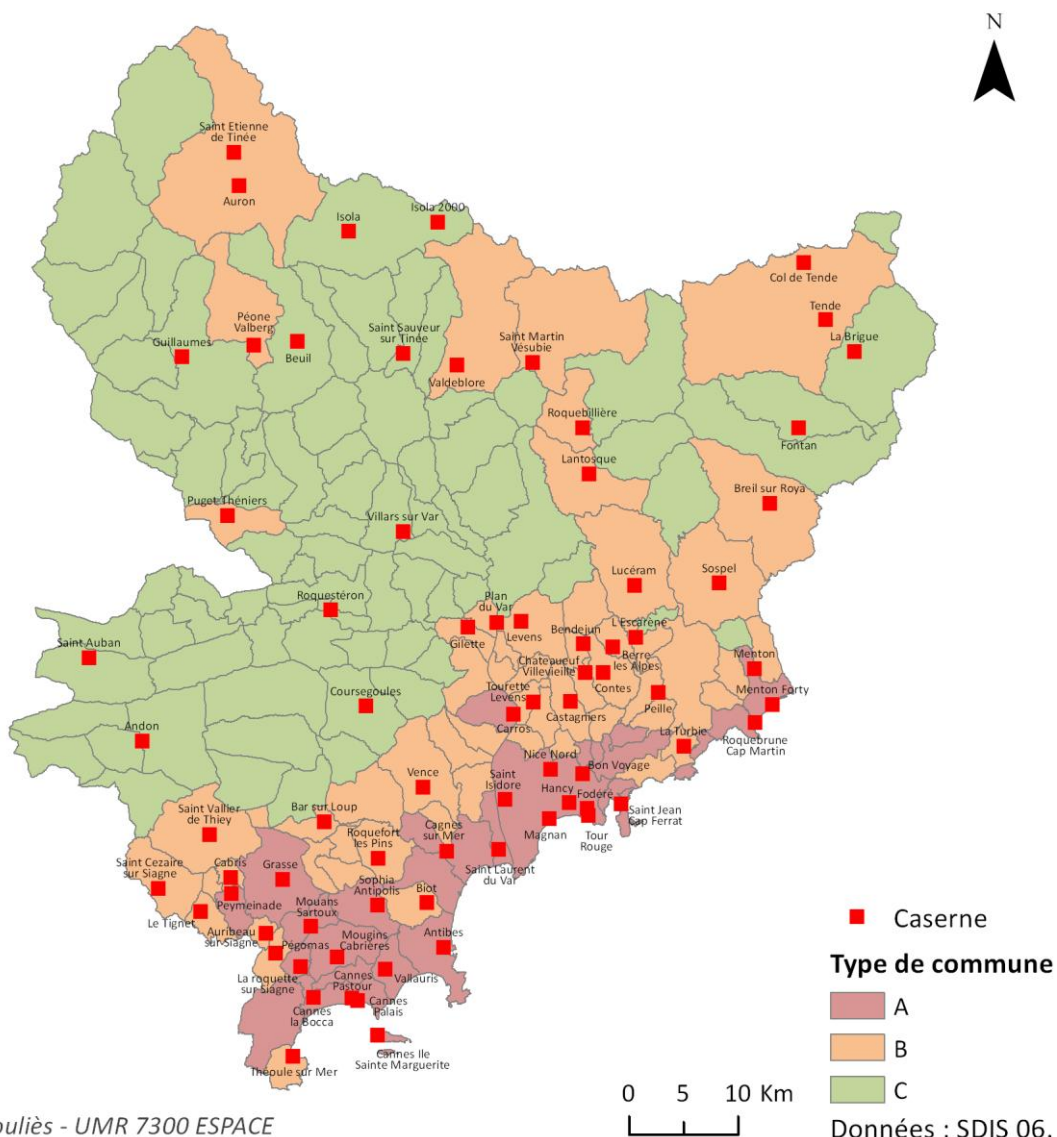 N
Saint Etienne
de Tinée
Auron
Isola
Isola 2000
Col de Tende
Tende
La Brigue
Péone
Valberg
Guillaumes
Beuil
Saint Sauveur
sur Tinée
Saint Martin
Vésubie
Valdeblore
Roquebillière
Fontan
Lantosque
Breil sur Roya
Puget Théniers
Villars sur Var
Lucéram
Sospel
Roquestéron
Plan
du Var
Gilette
Levens
Bendejun
L'Escarène
Berre
les Alpes
Saint Auban
Chateneuf
Villevieille
Contes
Menton
Coursegoules
Tourette
Levens
Castagniers
Peille
Menton Forty
Carros
Andon
La Turbie
Roquebrune
Cap Martin
Nice Nord
Bon Voyage
Vence
Saint
Isidore
Hancy
Fodéré
Saint Jean
Cap Ferrat
Saint Vallier
de Thiey
Bar sur Loup
Roquefort
les Pins
Cagnes
sur Mer
Magnan
Tour
Rouge
Saint Laurent
du Var
Saint Cezaire
sur Siagne
Cabris
Grasse
Sophia
Antipolis
Biot
Le Tignet
Peymeinade
Mouans
Sartoux
Auribeau
sur Siagne
Pégomas
Mougins
Cabrières
Antibes
La roquette
sur Siagne
Cannes
Pastour
Vallauris
Cannes
la Bocca
Cannes
Palais
Cannes Ile
Sainte Marguerite
Théoule sur Mer
Caserne
Type de commune
A
B
C
0 5 10 Km
ouliès - UMR 7300 ESPACE
Données : SDIS 06.